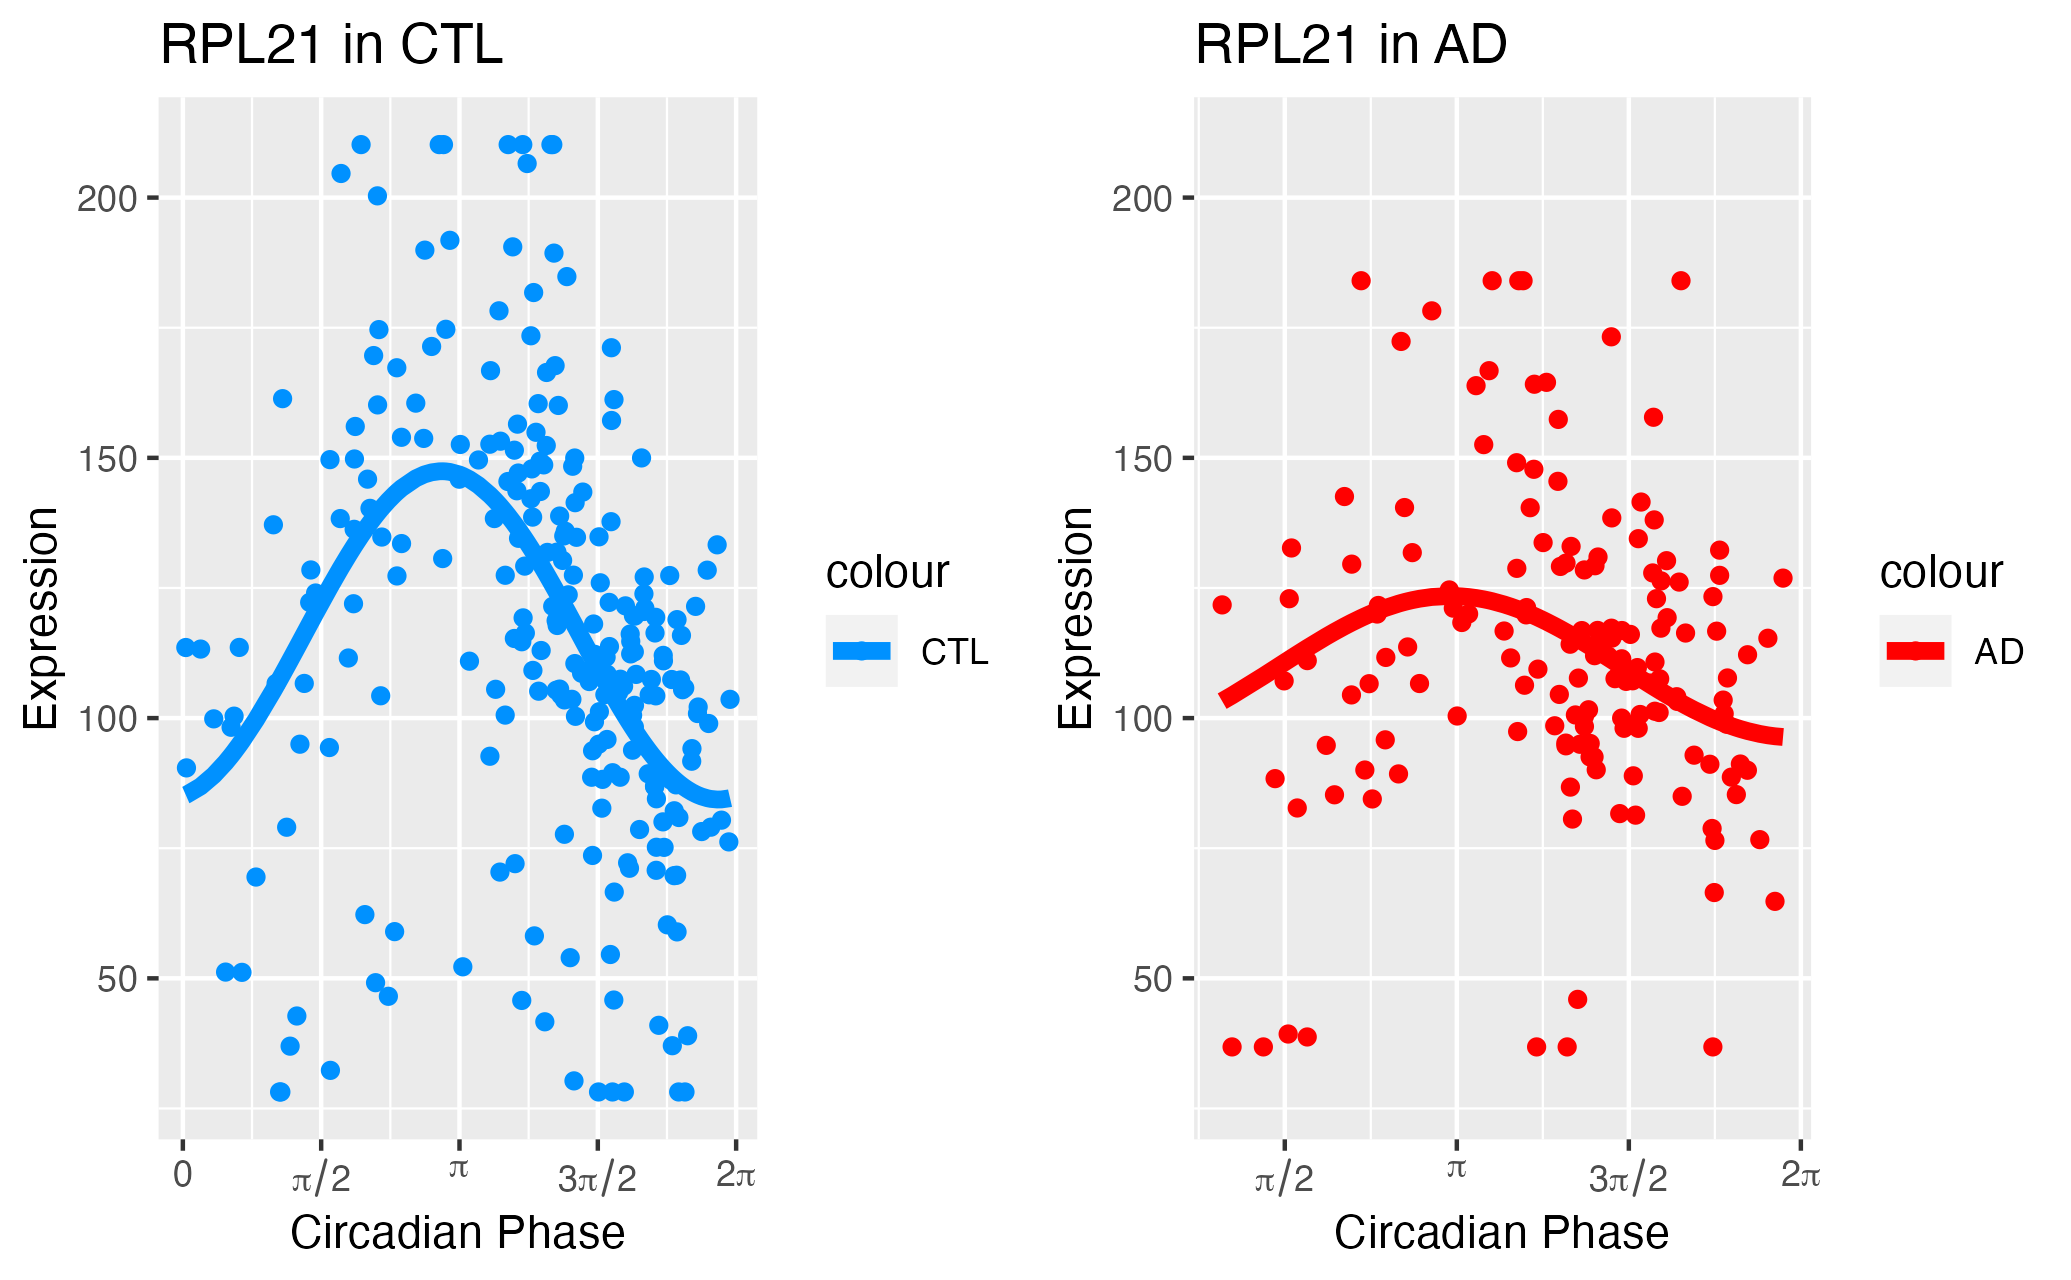 RPL21 in CTL
Expression
200
150
100
50
0
π/2
π
3π/2
2π
Circadian Phase
colour
CTL
RPL21 in AD
Expression
200
150
100
50
π/2
π
3π/2
2π
Circadian Phase
colour
AD